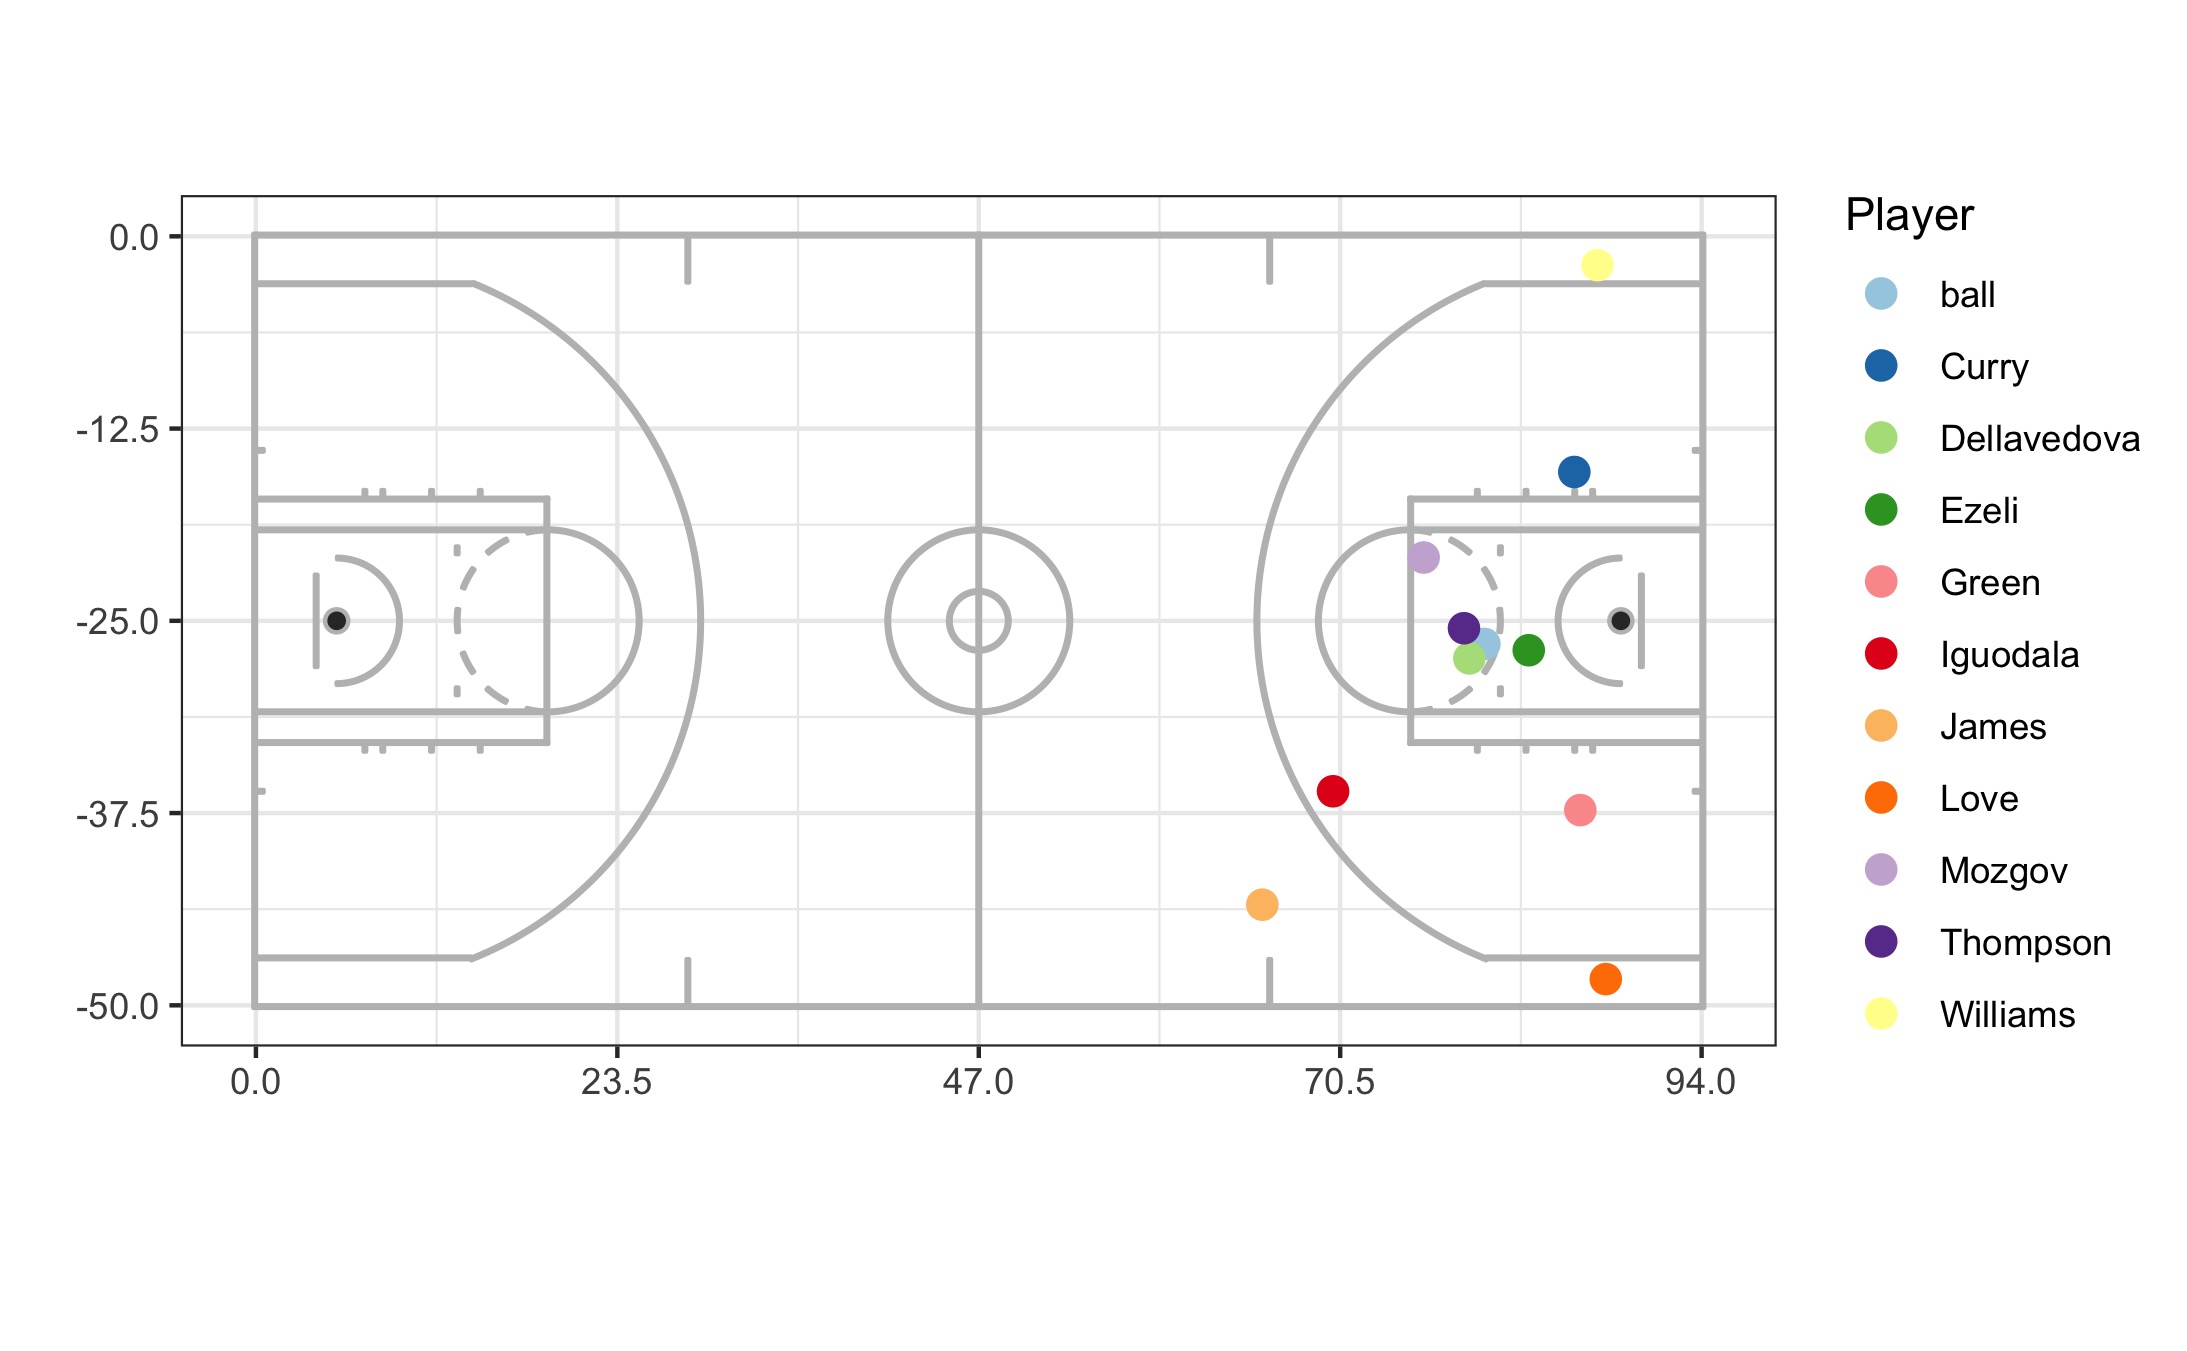 Player
0.0
-12.5
-25.0
-37.5
-50.0
0.0 23.5 47.0 70.5 94.0
ball
Curry
Dellavedova
Ezeli
Green
Iguodala
James
Love
Mozgov
Thompson
Williams